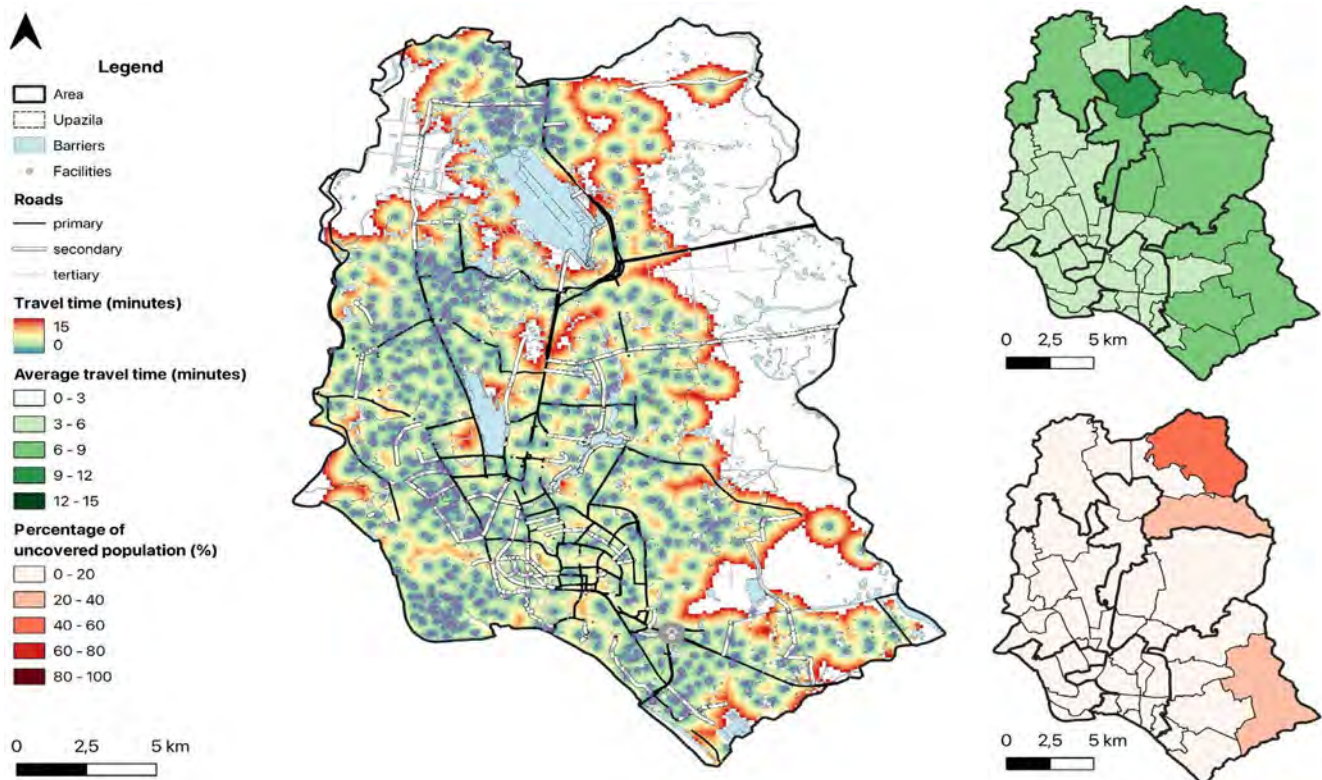 Legend
Area
Upazila
Barriers
Facilities
Roads
primary
secondary
tertiary
Travel time (minutes)
15
0
Average travel time (minutes)
0 - 3
3 - 6
6 - 9
9 - 12
12 - 15
Percentage of
uncovered population (%)
0 - 20
20 - 40
40 - 60
60 - 80
80 - 100
0 2,5 5 km
0 2,5 5 km
0 2,5 5 km